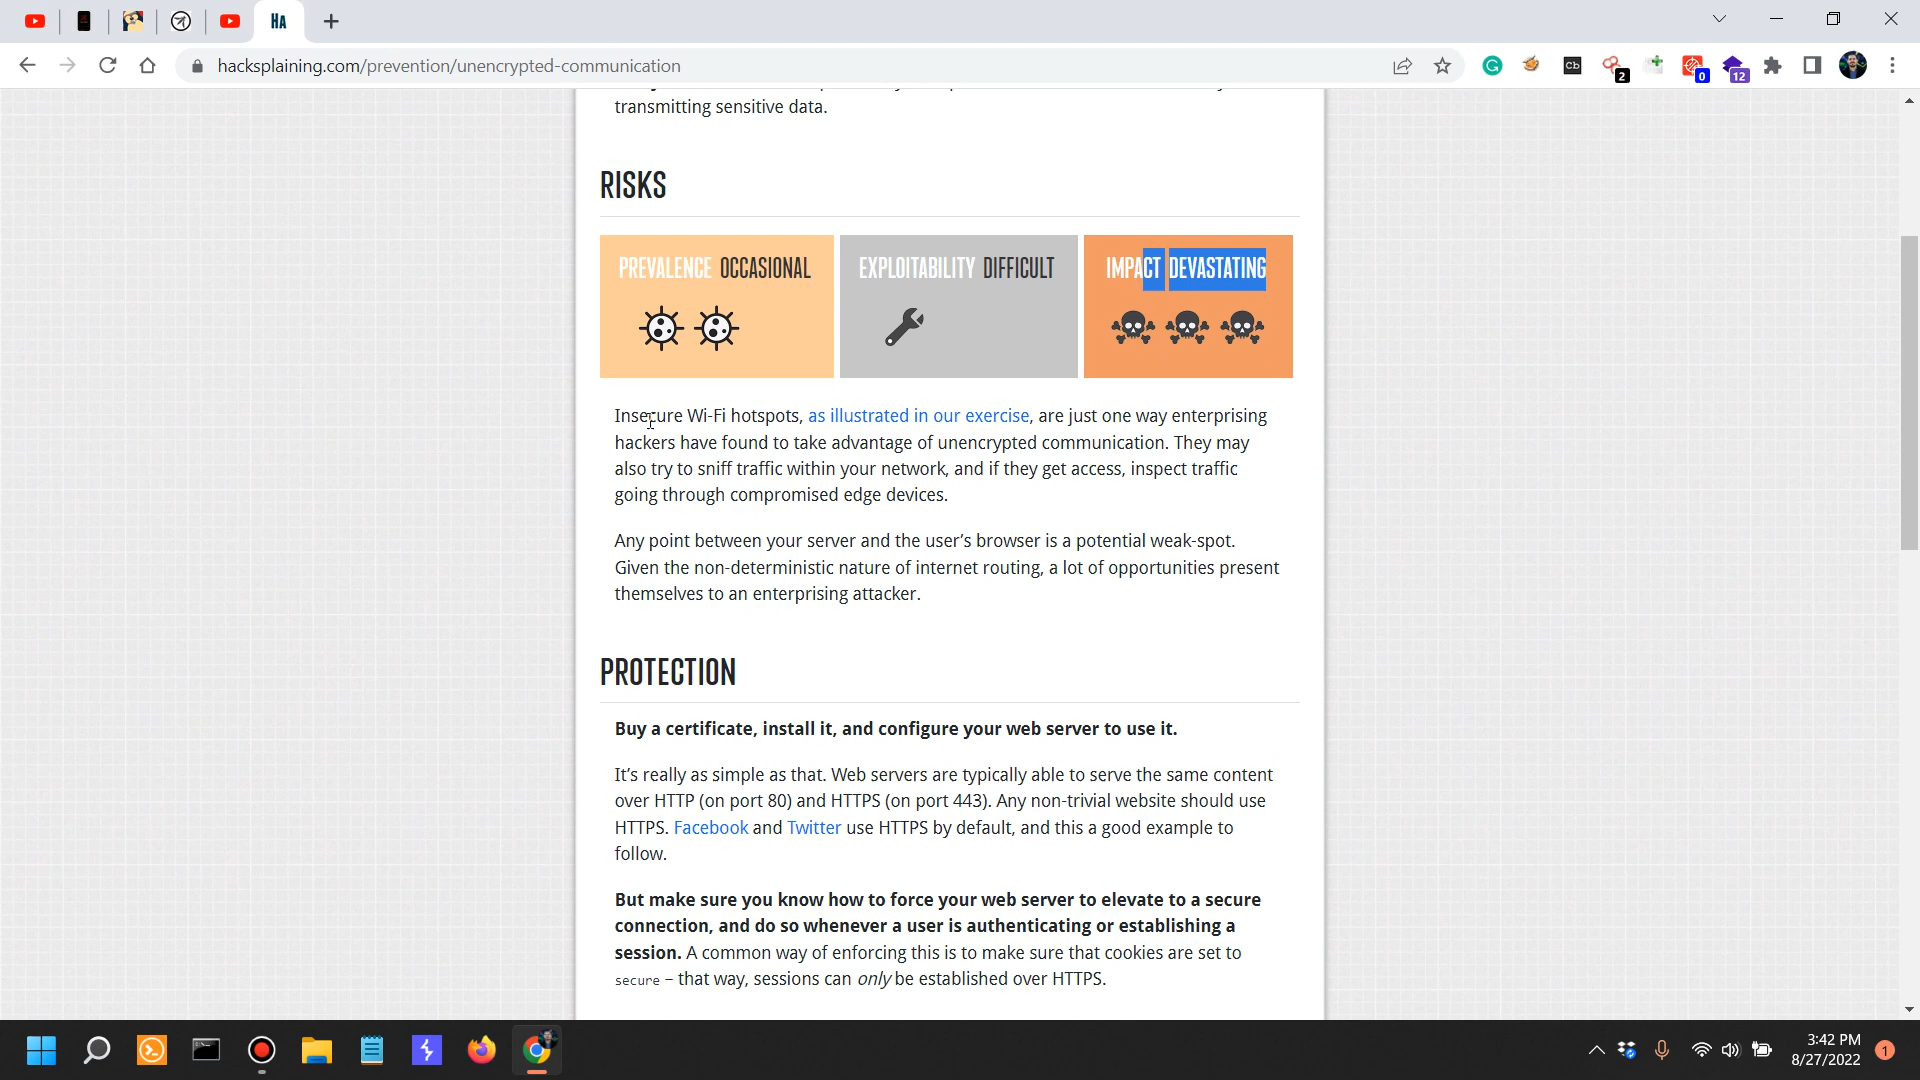 HA
hacksplaining.com/prevention/unencrypted-communication
Cb
2
0
12
transmitting sensitive data.
RISKS
PREVALENCE OCCASIONAL
EXPLOITABILITY DIFFICULT
IMPACT DEVASTATING
Insecure Wi-Fi hotspots, as illustrated in our exercise, are just one way enterprising
hackers have found to take advantage of unencrypted communication. They may
also try to sniff traffic within your network, and if they get access, inspect traffic
going through compromised edge devices.
Any point between your server and the user’s browser is a potential weak-spot.
Given the non-deterministic nature of internet routing, a lot of opportunities present
themselves to an enterprising attacker.
PROTECTION
Buy a certificate, install it, and configure your web server to use it.
It’s really as simple as that. Web servers are typically able to serve the same content
over HTTP (on port 80) and HTTPS (on port 443). Any non-trivial website should use
HTTPS. Facebook and Twitter use HTTPS by default, and this a good example to
follow.
But make sure you know how to force your web server to elevate to a secure
connection, and do so whenever a user is authenticating or establishing a
session. A common way of enforcing this is to make sure that cookies are set to
secure – that way, sessions can only be established over HTTPS.
3:42 PM
8/27/2022
1